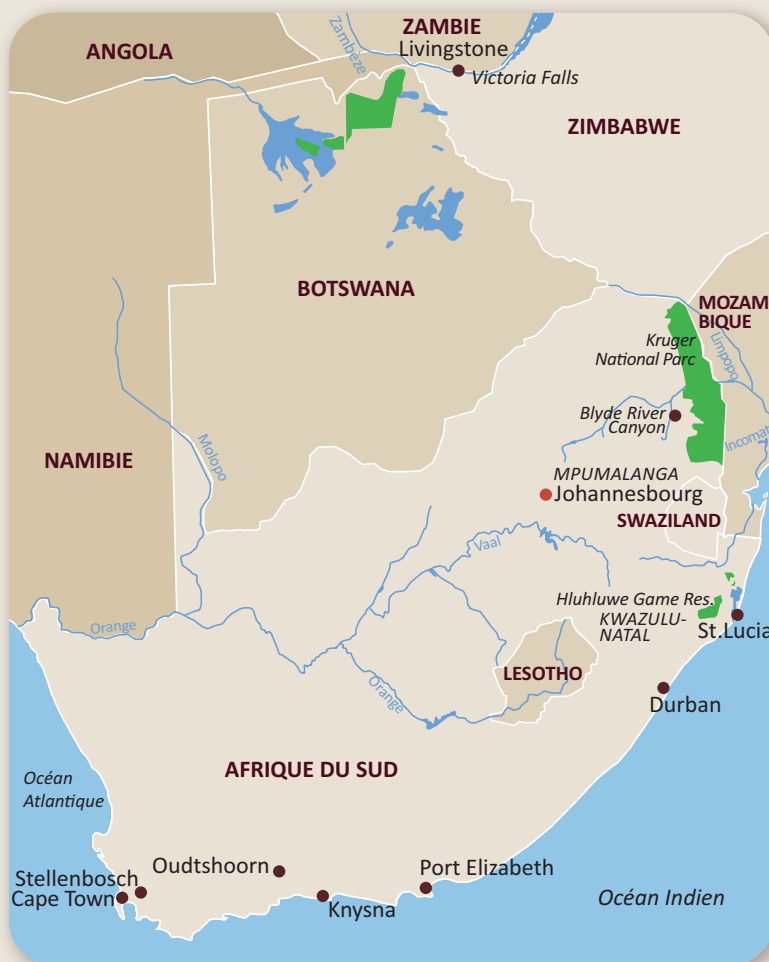 ZAMBIE
Livingstone
ANGOLA
Zambeze
Victoria Falls
ZIMBABWE
BOTSWANA
MOZAM
BIQUE
Kruger
National Parc
Limpopo
Blyde River
Canyon
Incomat
Molopo
NAMIBIE
MPUMALANGA
Johannesbourg
SWAZILAND
Vaal
Hluhluwe Game Res.
KWAZULU-
NATAL
St.Lucia
Orange
LESOTHO
Orange
Durban
AFRIQUE DU SUD
Océan
Atlantique
Oudtshoorn
Port Elizabeth
Stellenbosch
Cape Town
Knysna
Océan Indien